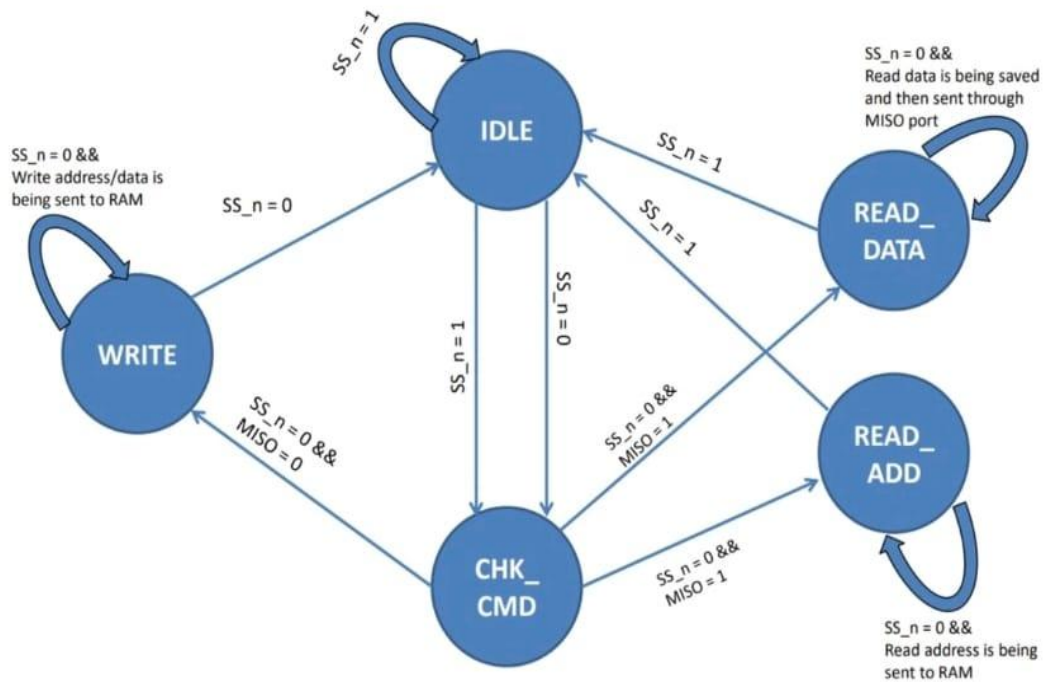 SS_n = 1
IDLE
SS_n = 0 &&
Read data is being saved
and then sent through
MISO port
SS_n = 0 &&
Write address/data is
being sent to RAM
SS_n = 0
SS_n = 1
SS_n = 1
READ_
DATA
WRITE
SS_n = 1
SS_n = 0
SS_n = 0 &&
MISO = 0
SS_n = 0 &&
MISO = 1
READ_
ADD
CHK_
CMD
SS_n = 0 &&
MISO = 1
SS_n = 0 &&
Read address is being
sent to RAM